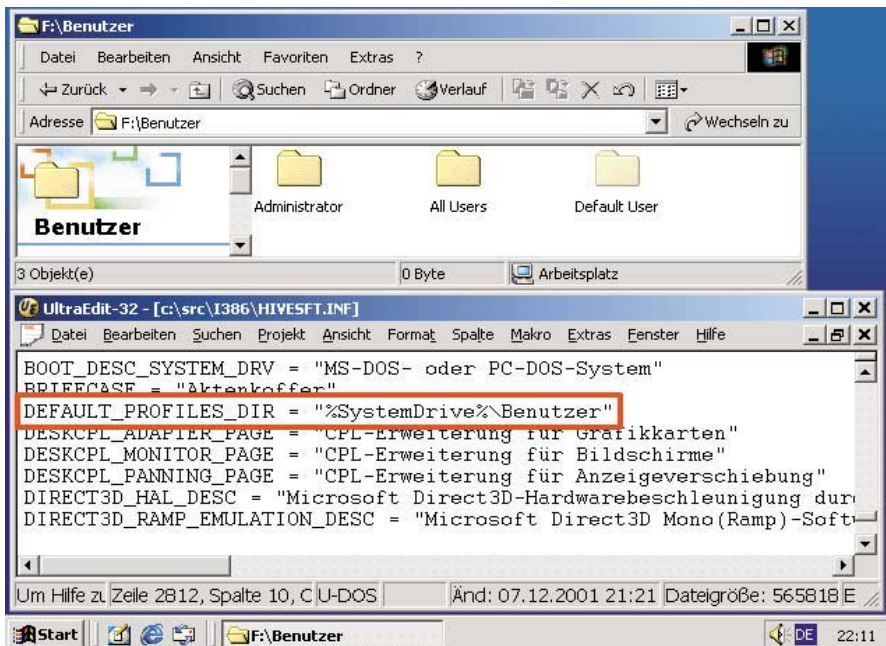 F:\Benutzer
Datei Bearbeiten Ansicht Favoriten Extras ?
Zurück Suchen Ordner Verlauf
Adresse F:\Benutzer Wechseln zu
Benutzer
Administrator All Users Default User
3 Objekt(e) 0 Byte Arbeitsplatz
UltraEdit-32 - [c:\src\I386\HIVESFT.INF]
Datei Bearbeiten Suchen Projekt Ansicht Format Spalte Makro Extras Fenster Hilfe
BOOT_DESC_SYSTEM_DRV = "MS-DOS- oder PC-DOS-System"
BRIEFCASE = "Aktenkoffer"
DEFAULT_PROFILES_DIR = "%SystemDrive%\Benutzer"
DESKCPL_ADAPTER_PAGE = "CPL-Erweiterung für Grafikkarten"
DESKCPL_MONITOR_PAGE = "CPL-Erweiterung für Bildschirme"
DESKCPL_PANNING_PAGE = "CPL-Erweiterung für Anzeigeverschiebung"
DIRECT3D_HAL_DESC = "Microsoft Direct3D-Hardwarebeschleunigung dur
DIRECT3D_RAMP_EMULATION_DESC = "Microsoft Direct3D Mono(Ramp)-Soft
Um Hilfe zu Zeile 2812, Spalte 10, C U-DOS Änd: 07.12.2001 21:21 Dateigröße: 565818 E
Start F:\Benutzer DE 22:11